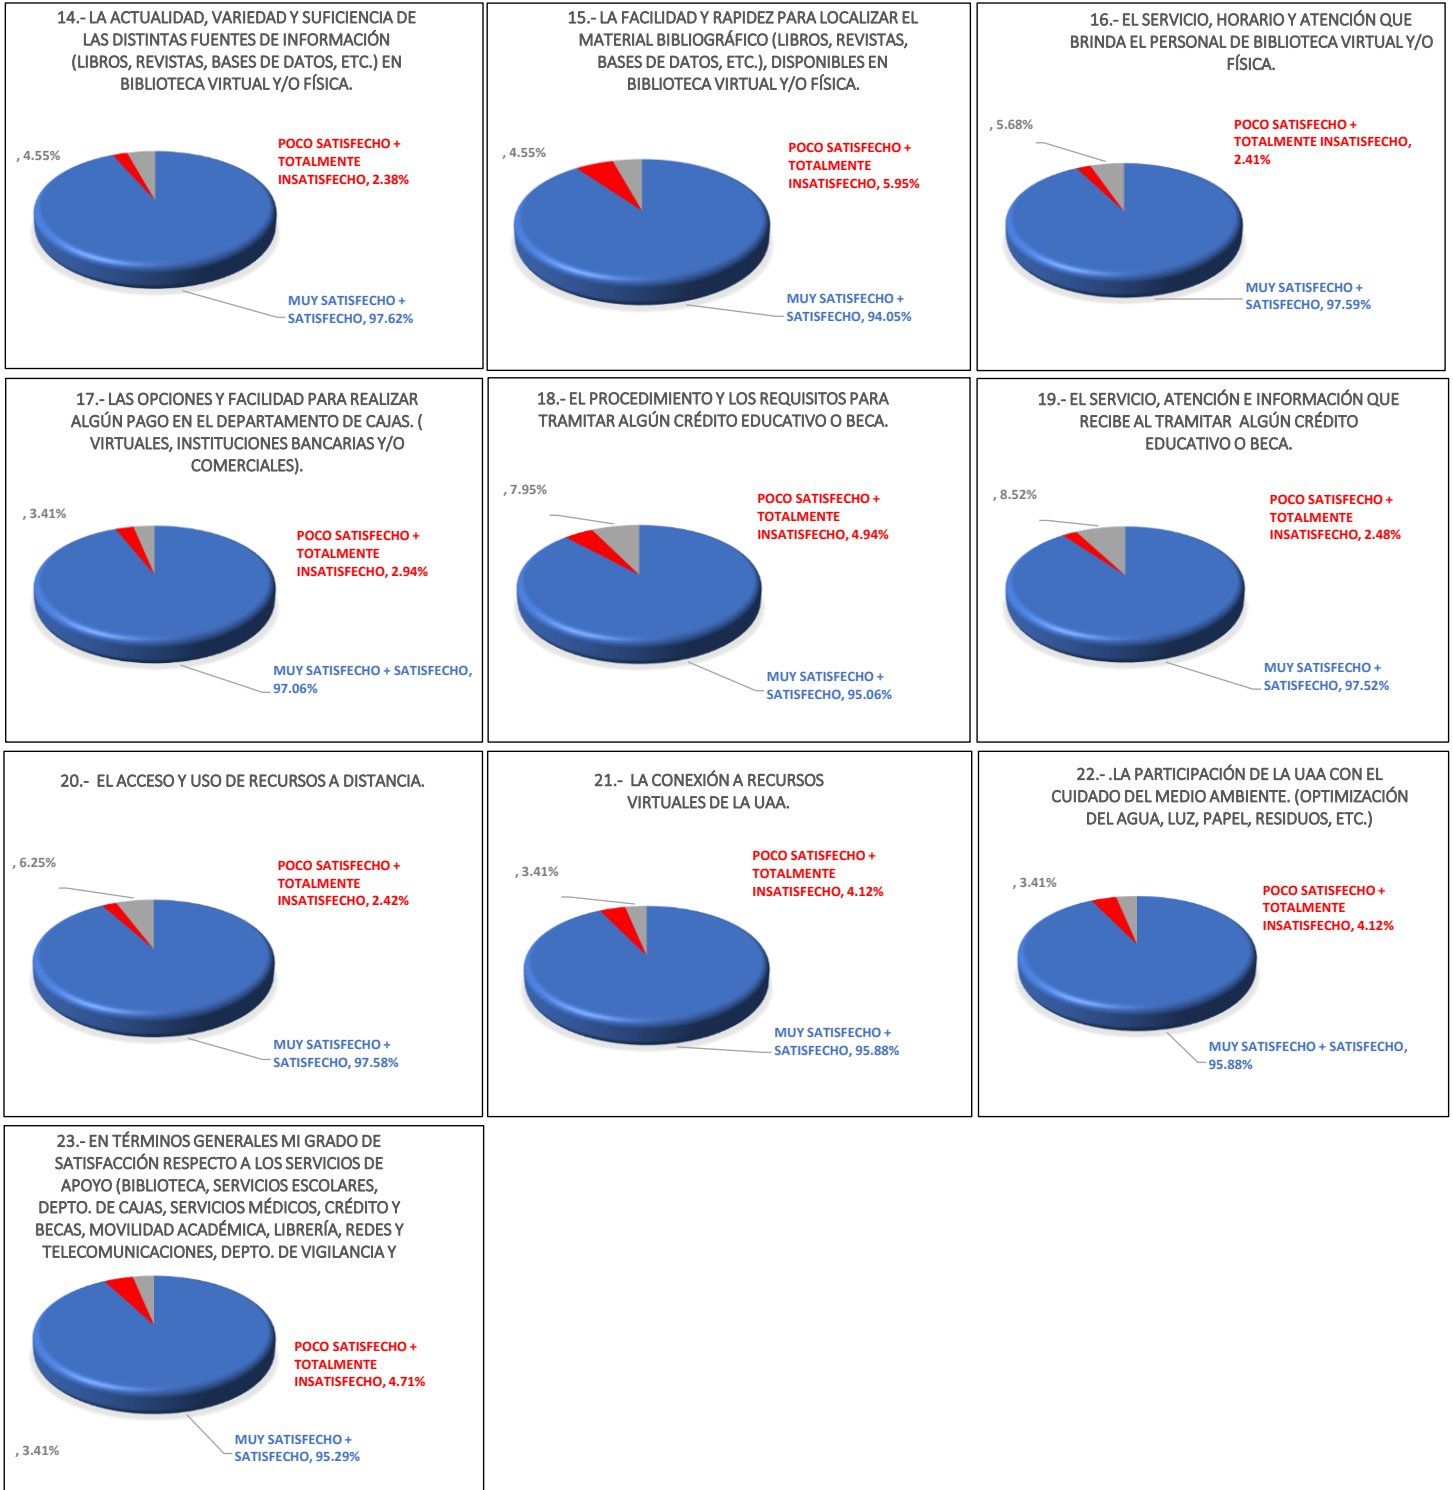 14.- LA ACTUALIDAD, VARIEDAD Y SUFICIENCIA DE
LAS DISTINTAS FUENTES DE INFORMACIÓN
(LIBROS, REVISTAS, BASES DE DATOS, ETC.) EN
BIBLIOTECA VIRTUAL Y/O FÍSICA.
, 4.55%
POCO SATISFECHO +
TOTALMENTE
INSATISFECHO, 2.38%
MUY SATISFECHO +
SATISFECHO, 97.62%
15.- LA FACILIDAD Y RAPIDEZ PARA LOCALIZAR EL
MATERIAL BIBLIOGRÁFICO (LIBROS, REVISTAS,
BASES DE DATOS, ETC.), DISPONIBLES EN
BIBLIOTECA VIRTUAL Y/O FÍSICA.
, 4.55%
POCO SATISFECHO +
TOTALMENTE
INSATISFECHO, 5.95%
MUY SATISFECHO +
SATISFECHO, 94.05%
16.- EL SERVICIO, HORARIO Y ATENCIÓN QUE
BRINDA EL PERSONAL DE BIBLIOTECA VIRTUAL Y/O
FÍSICA.
, 5.68%
POCO SATISFECHO +
TOTALMENTE INSATISFECHO,
2.41%
MUY SATISFECHO +
SATISFECHO, 97.59%
17.- LAS OPCIONES Y FACILIDAD PARA REALIZAR
ALGÚN PAGO EN EL DEPARTAMENTO DE CAJAS. (
VIRTUALES, INSTITUCIONES BANCARIAS Y/O
COMERCIALES).
, 3.41%
POCO SATISFECHO +
TOTALMENTE
INSATISFECHO, 2.94%
MUY SATISFECHO + SATISFECHO,
97.06%
18.- EL PROCEDIMIENTO Y LOS REQUISITOS PARA
TRAMITAR ALGÚN CRÉDITO EDUCATIVO O BECA.
, 7.95%
POCO SATISFECHO +
TOTALMENTE
INSATISFECHO, 4.94%
MUY SATISFECHO +
SATISFECHO, 95.06%
19.- EL SERVICIO, ATENCIÓN E INFORMACIÓN QUE
RECIBE AL TRAMITAR  ALGÚN CRÉDITO
EDUCATIVO O BECA.
, 8.52%
POCO SATISFECHO +
TOTALMENTE
INSATISFECHO, 2.48%
MUY SATISFECHO +
SATISFECHO, 97.52%
20.-  EL ACCESO Y USO DE RECURSOS A DISTANCIA.
, 6.25%
POCO SATISFECHO +
TOTALMENTE
INSATISFECHO, 2.42%
MUY SATISFECHO +
SATISFECHO, 97.58%
21.-  LA CONEXIÓN A RECURSOS
VIRTUALES DE LA UAA.
, 3.41%
POCO SATISFECHO +
TOTALMENTE
INSATISFECHO, 4.12%
MUY SATISFECHO +
SATISFECHO, 95.88%
22.- .LA PARTICIPACIÓN DE LA UAA CON EL
CUIDADO DEL MEDIO AMBIENTE. (OPTIMIZACIÓN
DEL AGUA, LUZ, PAPEL, RESIDUOS, ETC.)
, 3.41%
POCO SATISFECHO +
TOTALMENTE
INSATISFECHO, 4.12%
MUY SATISFECHO + SATISFECHO,
95.88%
23.- EN TÉRMINOS GENERALES MI GRADO DE
SATISFACCIÓN RESPECTO A LOS SERVICIOS DE
APOYO (BIBLIOTECA, SERVICIOS ESCOLARES,
DEPTO. DE CAJAS, SERVICIOS MÉDICOS, CRÉDITO Y
BECAS, MOVILIDAD ACADÉMICA, LIBRERÍA, REDES Y
TELECOMUNICACIONES, DEPTO. DE VIGILANCIA Y
POCO SATISFECHO +
TOTALMENTE
INSATISFECHO, 4.71%
MUY SATISFECHO +
SATISFECHO, 95.29%
, 3.41%